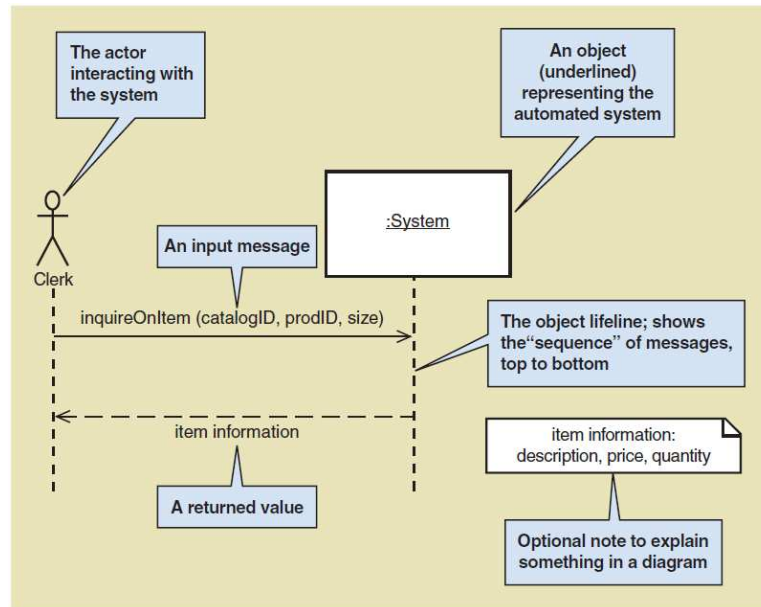 The actor
interacting with
the system
An object
(underlined)
representing the
automated system
:System
An input message
Clerk
inquireOnItem (catalogID, prodID, size)
The object lifeline; shows
the“sequence” of messages,
top to bottom
item information
item information:
description, price, quantity
A returned value
Optional note to explain
something in a diagram